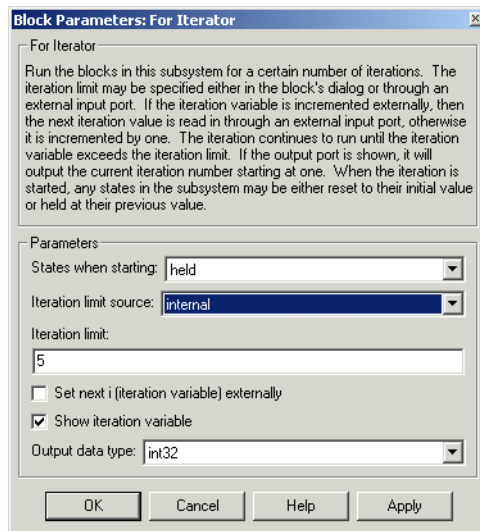 Block Parameters: For Iterator
For Iterator
Run the blocks in this subsystem for a certain number of iterations. The
iteration limit may be specified either in the block's dialog or through an
external input port. If the iteration variable is incremented externally, then
the next iteration value is read in through an external input port, otherwise
it is incremented by one. The iteration continues to run until the iteration
variable exceeds the iteration limit. If the output port is shown, it will
output the current iteration number starting at one. When the iteration is
started, any states in the subsystem may be either reset to their initial value
or held at their previous value.
Parameters
States when starting: held
Iteration limit source: internal
Iteration limit:
5
Set next i (iteration variable) externally
Show iteration variable
Output data type: int32
OK Cancel Help Apply